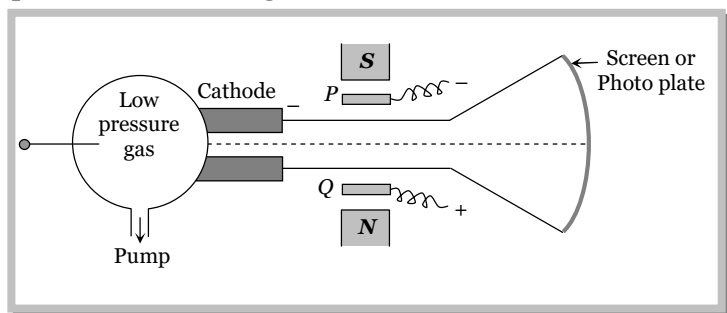 S
Screen or
Photo plate
Cathode
−
P
−
Low
pressure
gas
Q
+
N
Pump